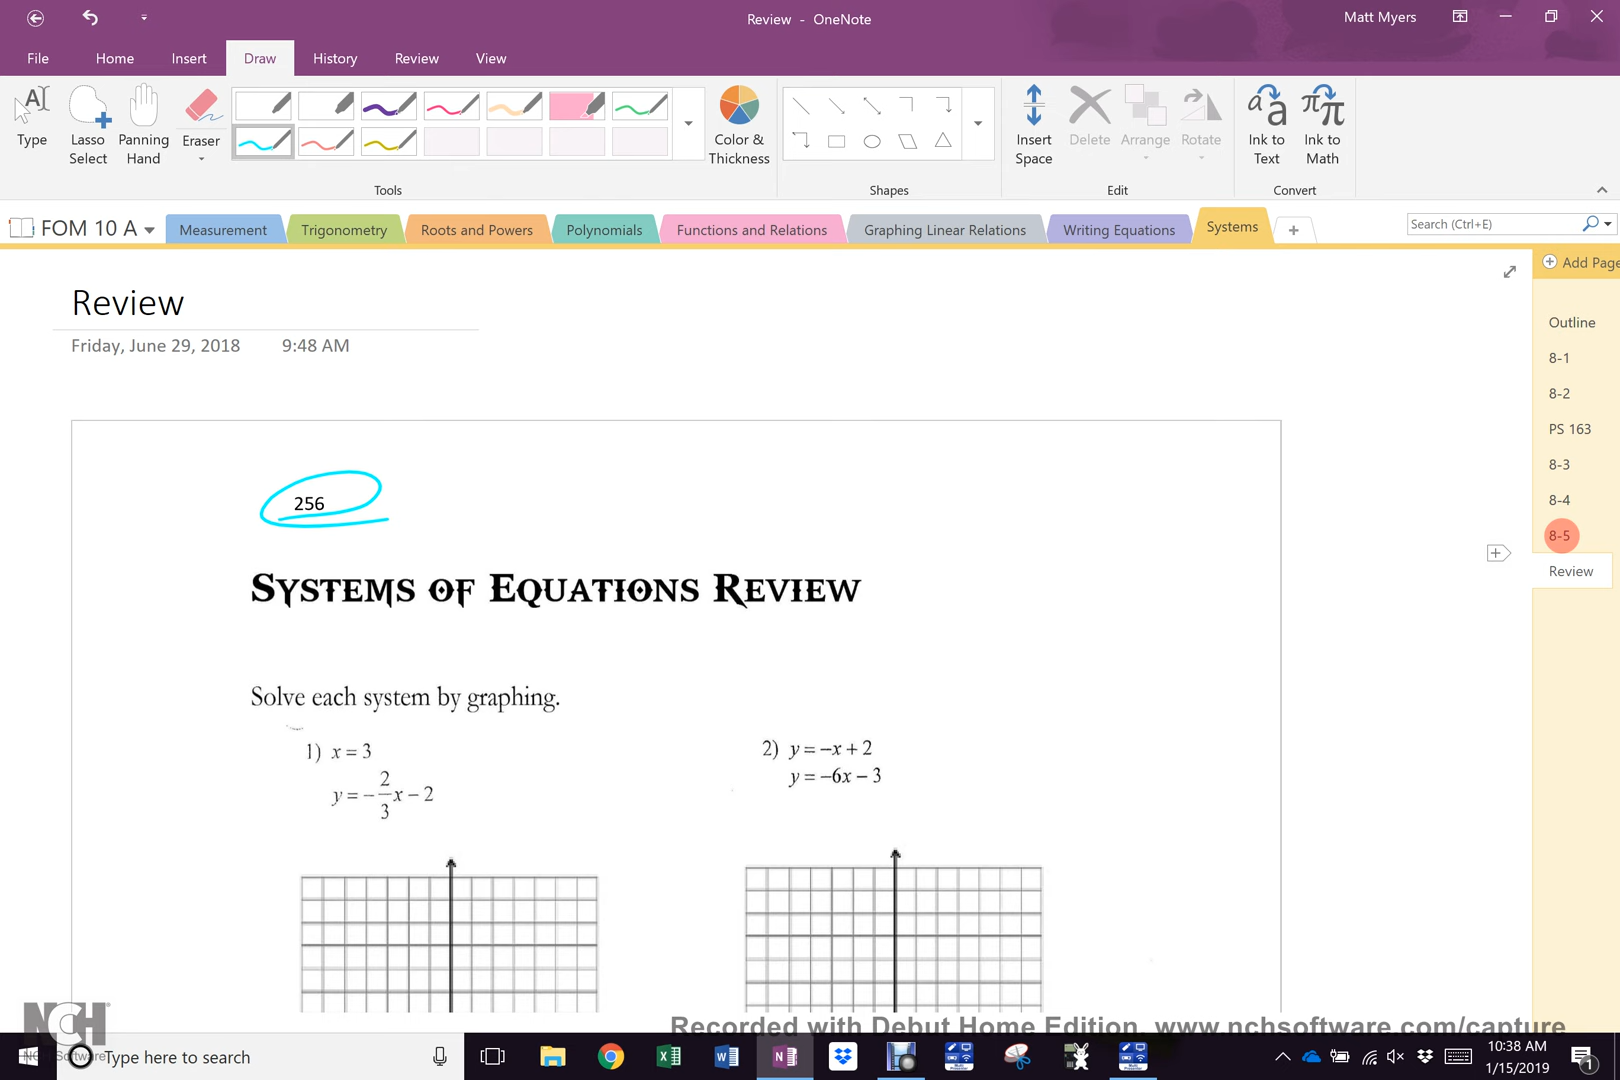 Review - OneNote
Matt Myers
File Home Insert Draw History Review View
Type
Lasso Select
Panning Hand
Eraser
Color & Thickness
Insert Space
Delete
Arrange
Rotate
Ink to Text
Ink to Math
Tools
Shapes
Edit
Convert
FOM 10 A
Measurement
Trigonometry
Roots and Powers
Polynomials
Functions and Relations
Graphing Linear Relations
Writing Equations
Systems
Search (Ctrl+E)
Add Page
Outline
8-1
8-2
PS 163
8-3
8-4
8-5
Review
Review
Friday, June 29, 2018 9:48 AM
256
Systems of Equations Review
Solve each system by graphing.
1) x = 3
y = -2/3x - 2
2) y = -x + 2
y = -6x - 3
NCH
NCH Software
Recorded with Debut Home Edition. www.nchsoftware.com/capture
Type here to search
10:38 AM
1/15/2019
1